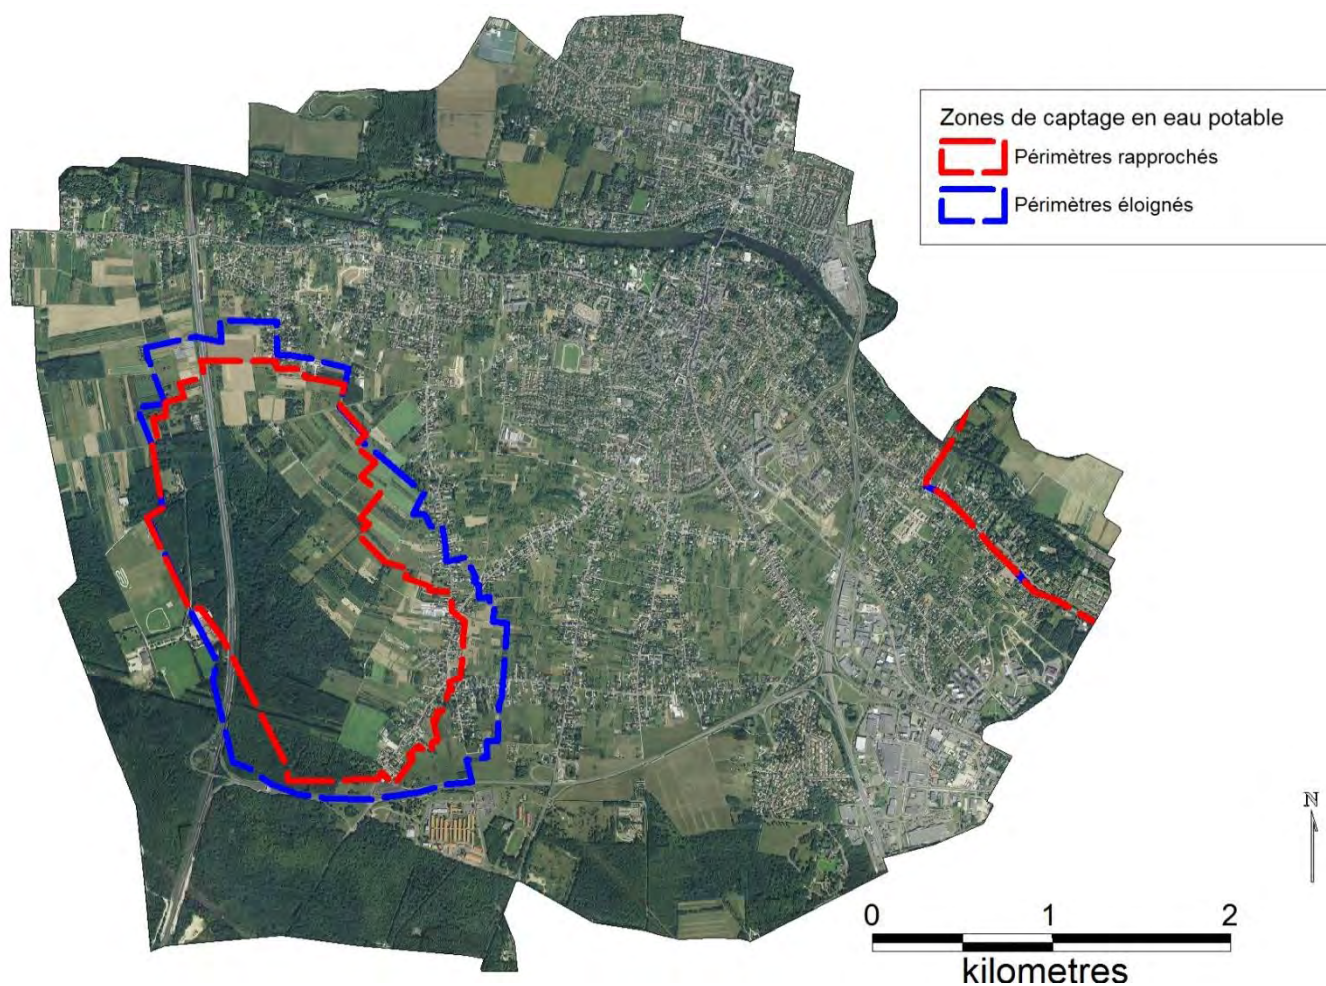 Zones de captage en eau potable
Périmètres rapprochés
Périmètres éloignés
N
0 1 2
kilometres